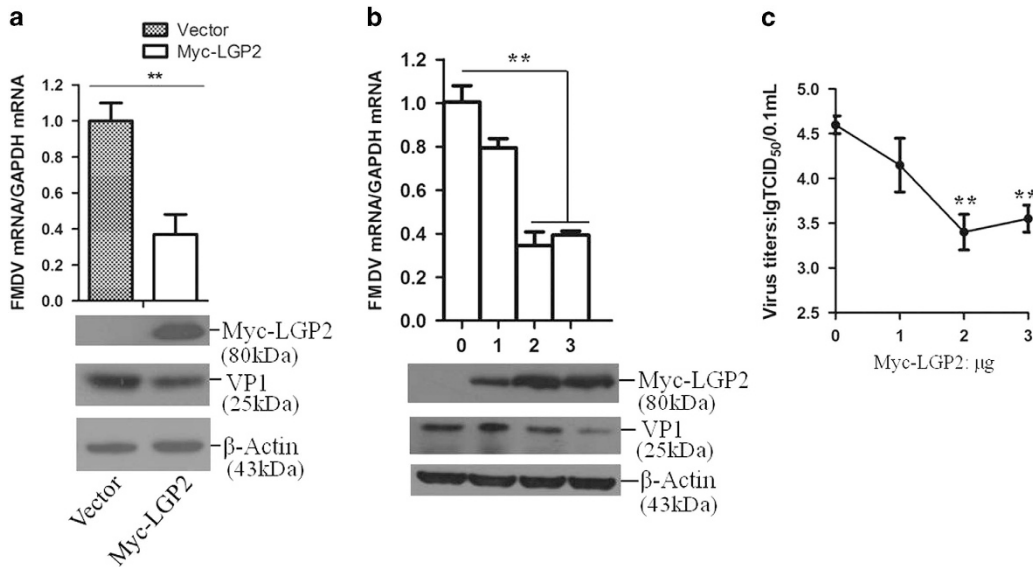 a
Vector
Myc-LGP2
**
FMDV mRNA/GAPDH mRNA
1.2
1.0
0.8
0.6
0.4
0.2
0.0
Myc-LGP2
(80kDa)
VP1
(25kDa)
β-Actin
(43kDa)
Vector
Myc-LGP2
b
**
FMDV mRNA/GAPDH mRNA
1.2
1.0
0.8
0.6
0.4
0.2
0.0
0 1 2 3
Myc-LGP2
(80kDa)
VP1
(25kDa)
β-Actin
(43kDa)
c
Virus titers:lgTCID50/0.1mL
5.0
4.5
4.0
3.5
3.0
2.5
** **
0 1 2 3
Myc-LGP2: μg